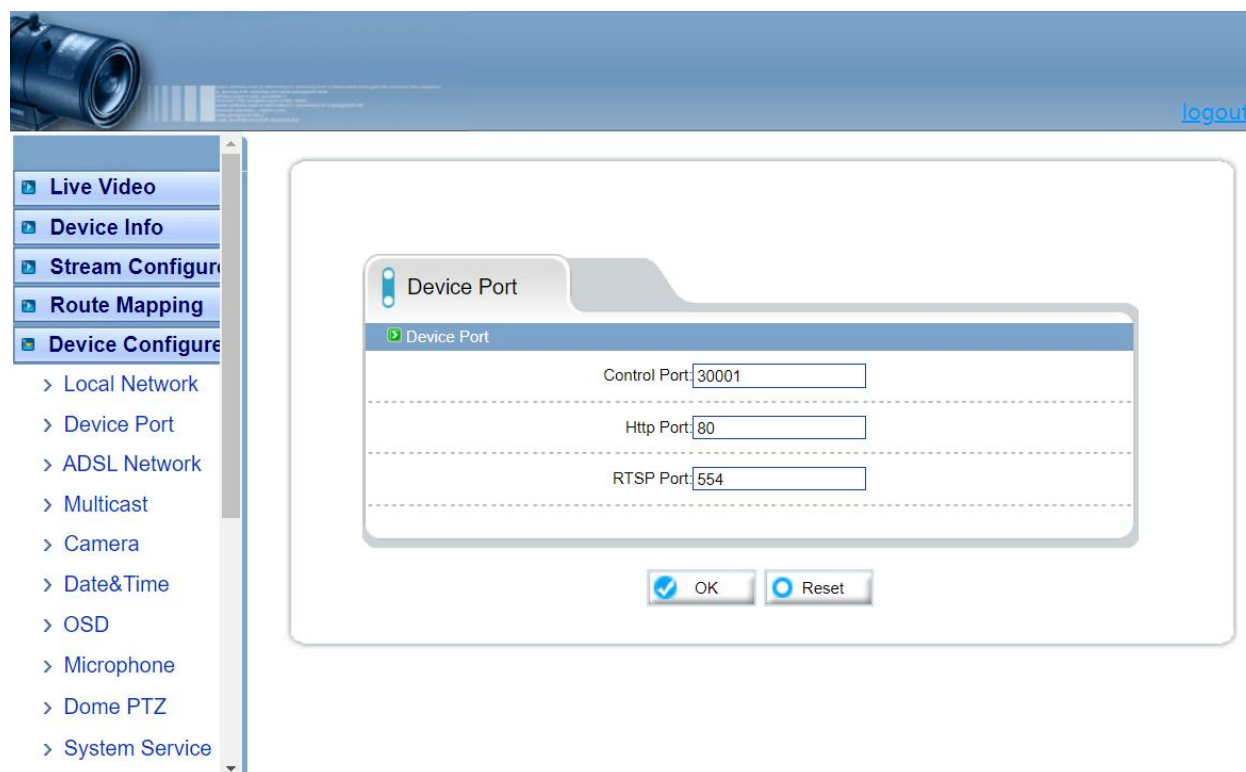 logout
Live Video
Device Info
Stream Configur
Route Mapping
Device Configure
Local Network
Device Port
ADSL Network
Multicast
Camera
Date&Time
OSD
Microphone
Dome PTZ
System Service
Device Port
Device Port
Control Port: 30001
Http Port: 80
RTSP Port: 554
OK
Reset